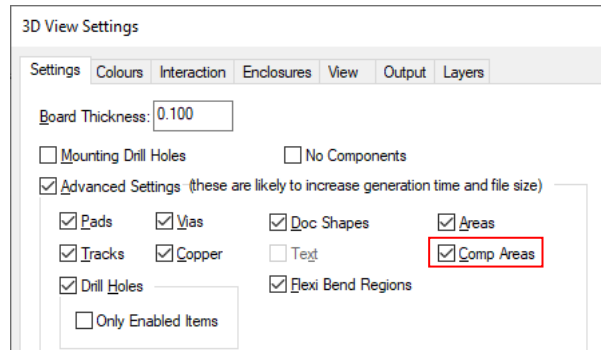 3D View Settings
Settings Colours Interaction Enclosures View Output Layers
Board Thickness: 0.100
Mounting Drill Holes No Components
Advanced Settings (these are likely to increase generation time and file size)
Pads Vias Doc Shapes Areas
Tracks Copper Text Comp Areas
Drill Holes Flexi Bend Regions
Only Enabled Items